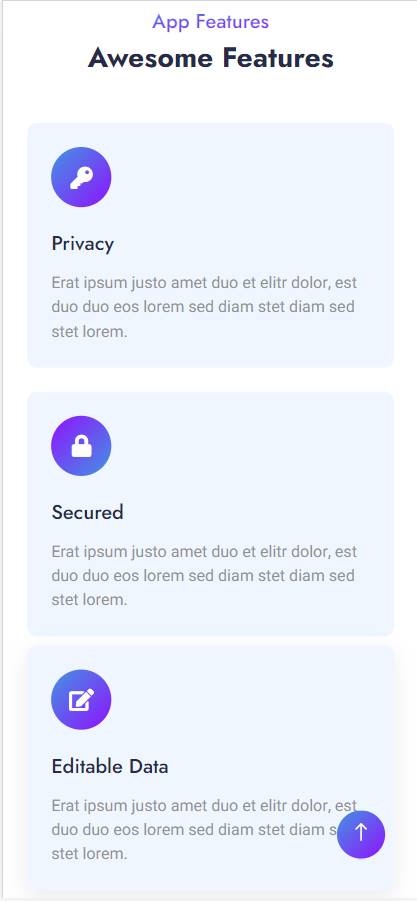 App Features
Awesome Features
Privacy
Erat ipsum justo amet duo et elitr dolor, est
duo duo eos lorem sed diam stet diam sed
stet lorem.
Secured
Erat ipsum justo amet duo et elitr dolor, est
duo duo eos lorem sed diam stet diam sed
stet lorem.
Editable Data
Erat ipsum justo amet duo et elitr dolor, est
duo duo eos lorem sed diam stet diam
stet lorem.